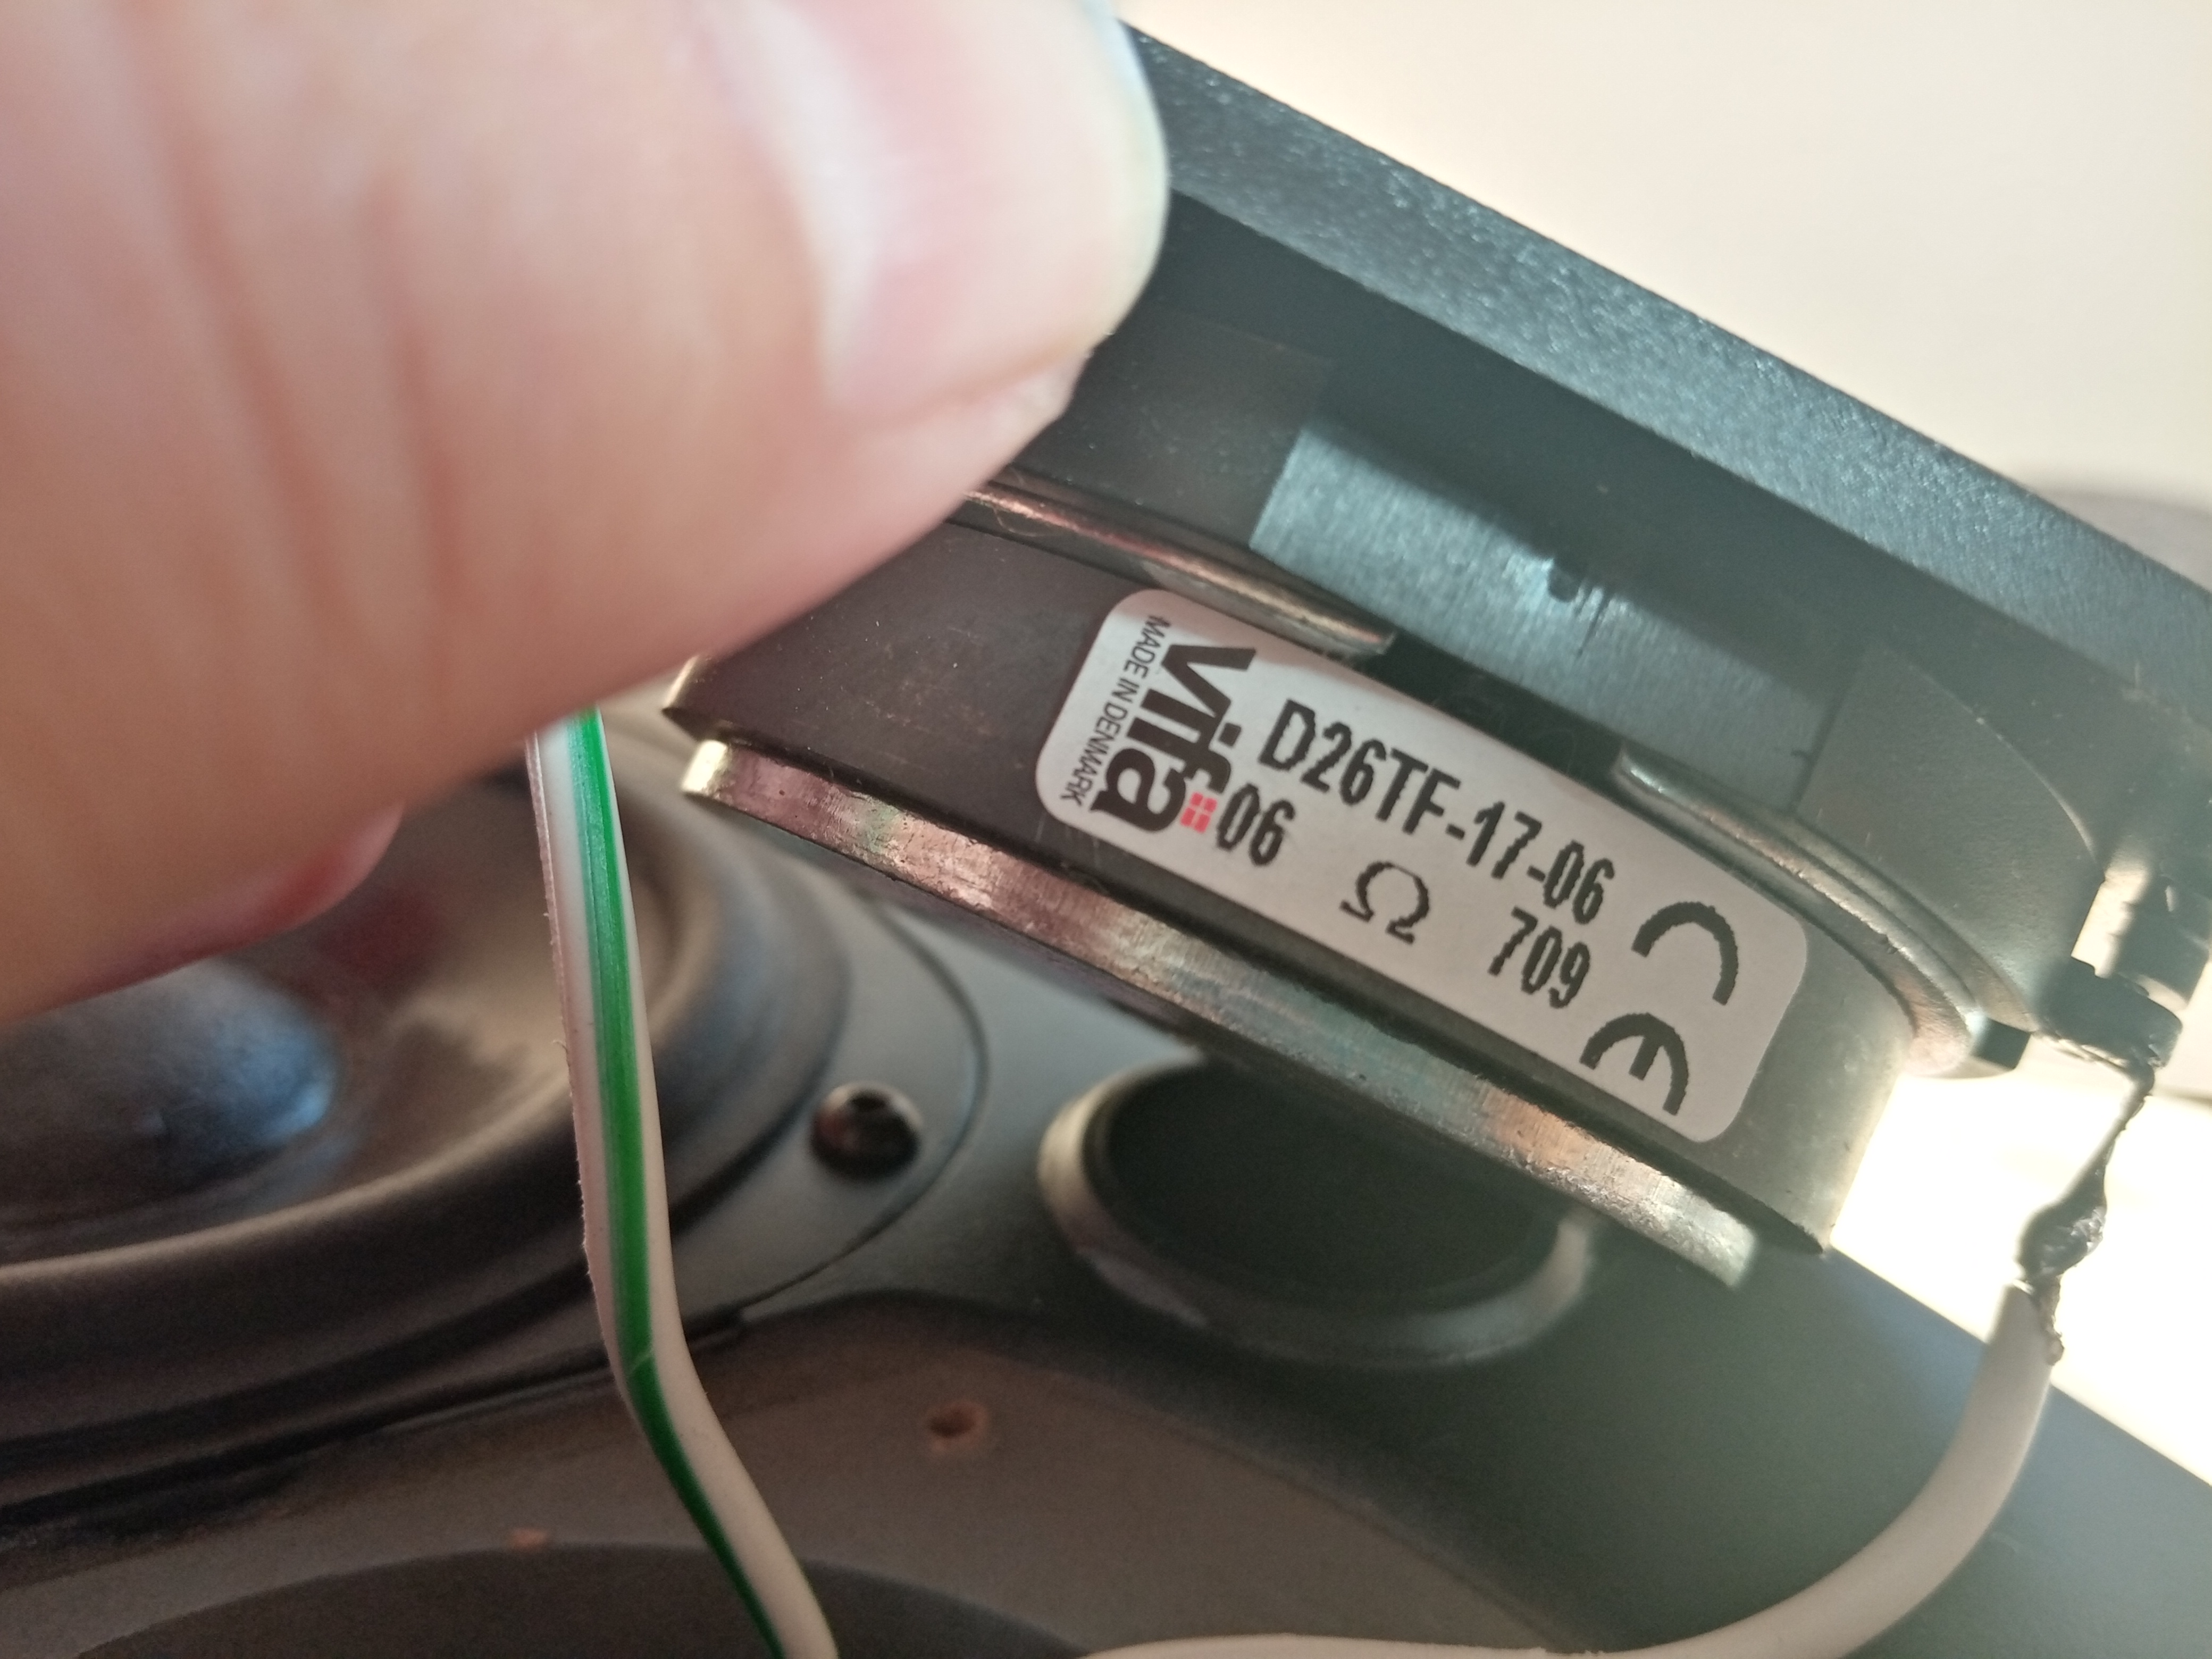 vifa
MADE IN DENMARK
D26TF-17-06
06 Ω 709
CE